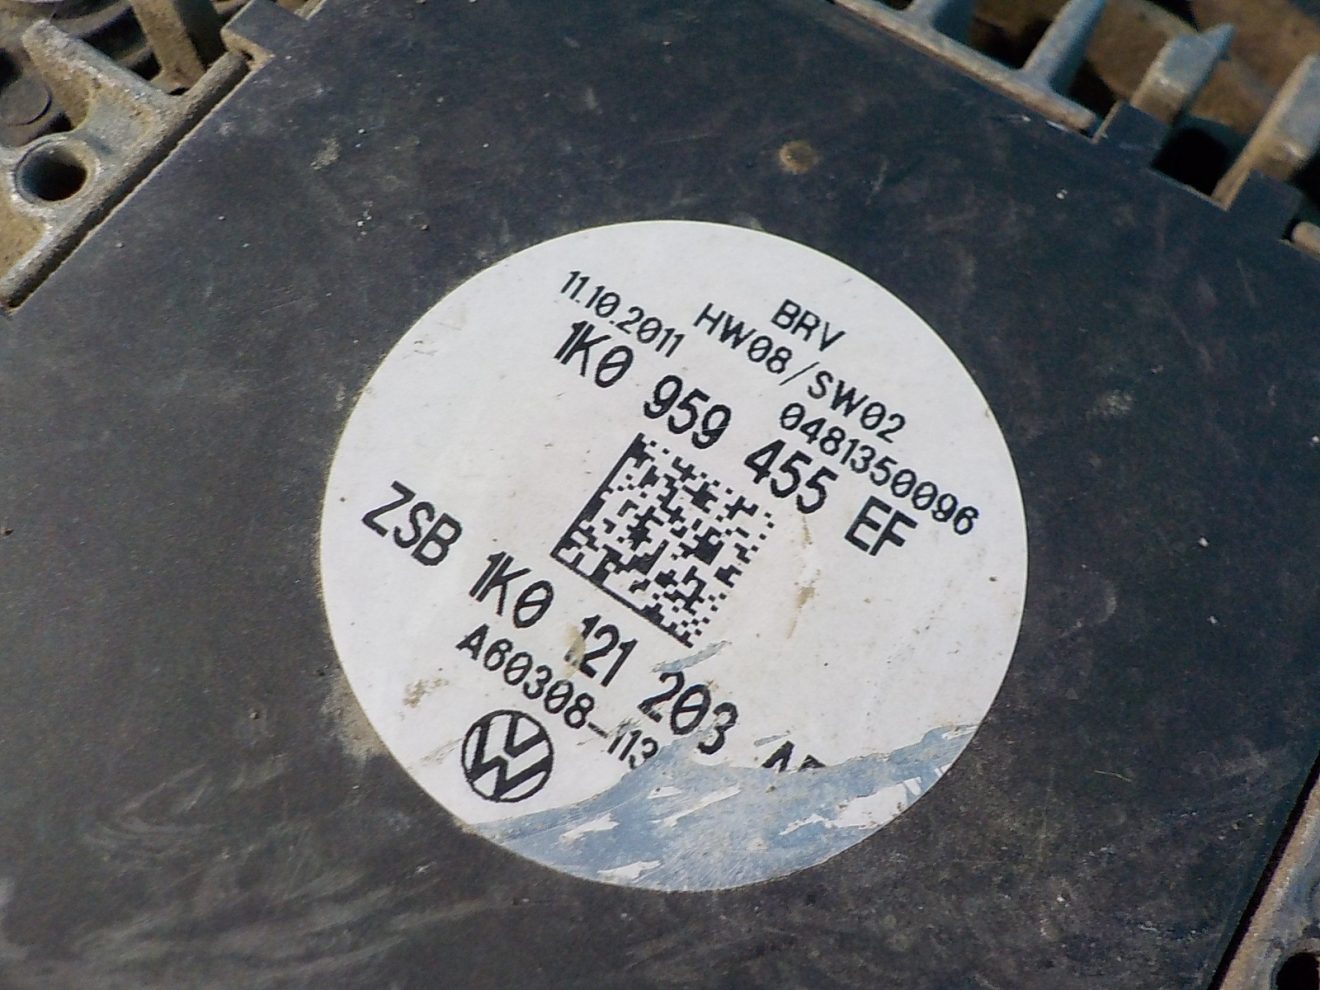 BRV
HW08/SW02
11.10.2011 0481350096
1K0 959 455 EF
ZSB 1K0 121 203
A60308-113